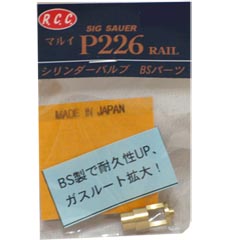 R.C.C
SIG SAUER
マルイ P226 RAIL
シリンダーバルブ BSパーツ
MADE IN JAPAN
BS製で耐久性UP、
ガスルート拡大！